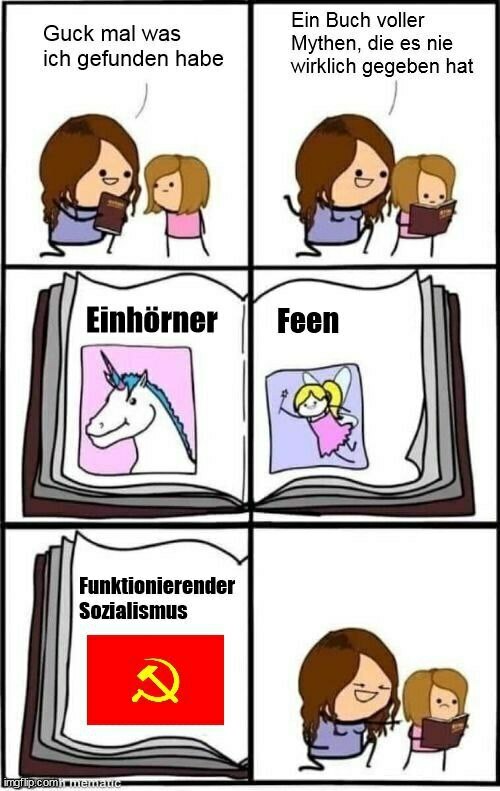 Guck mal was
ich gefunden habe
Ein Buch voller
Mythen, die es nie
wirklich gegeben hat
Einhörner
Feen
Funktionierender
Sozialismus
imgflip.com
mematic